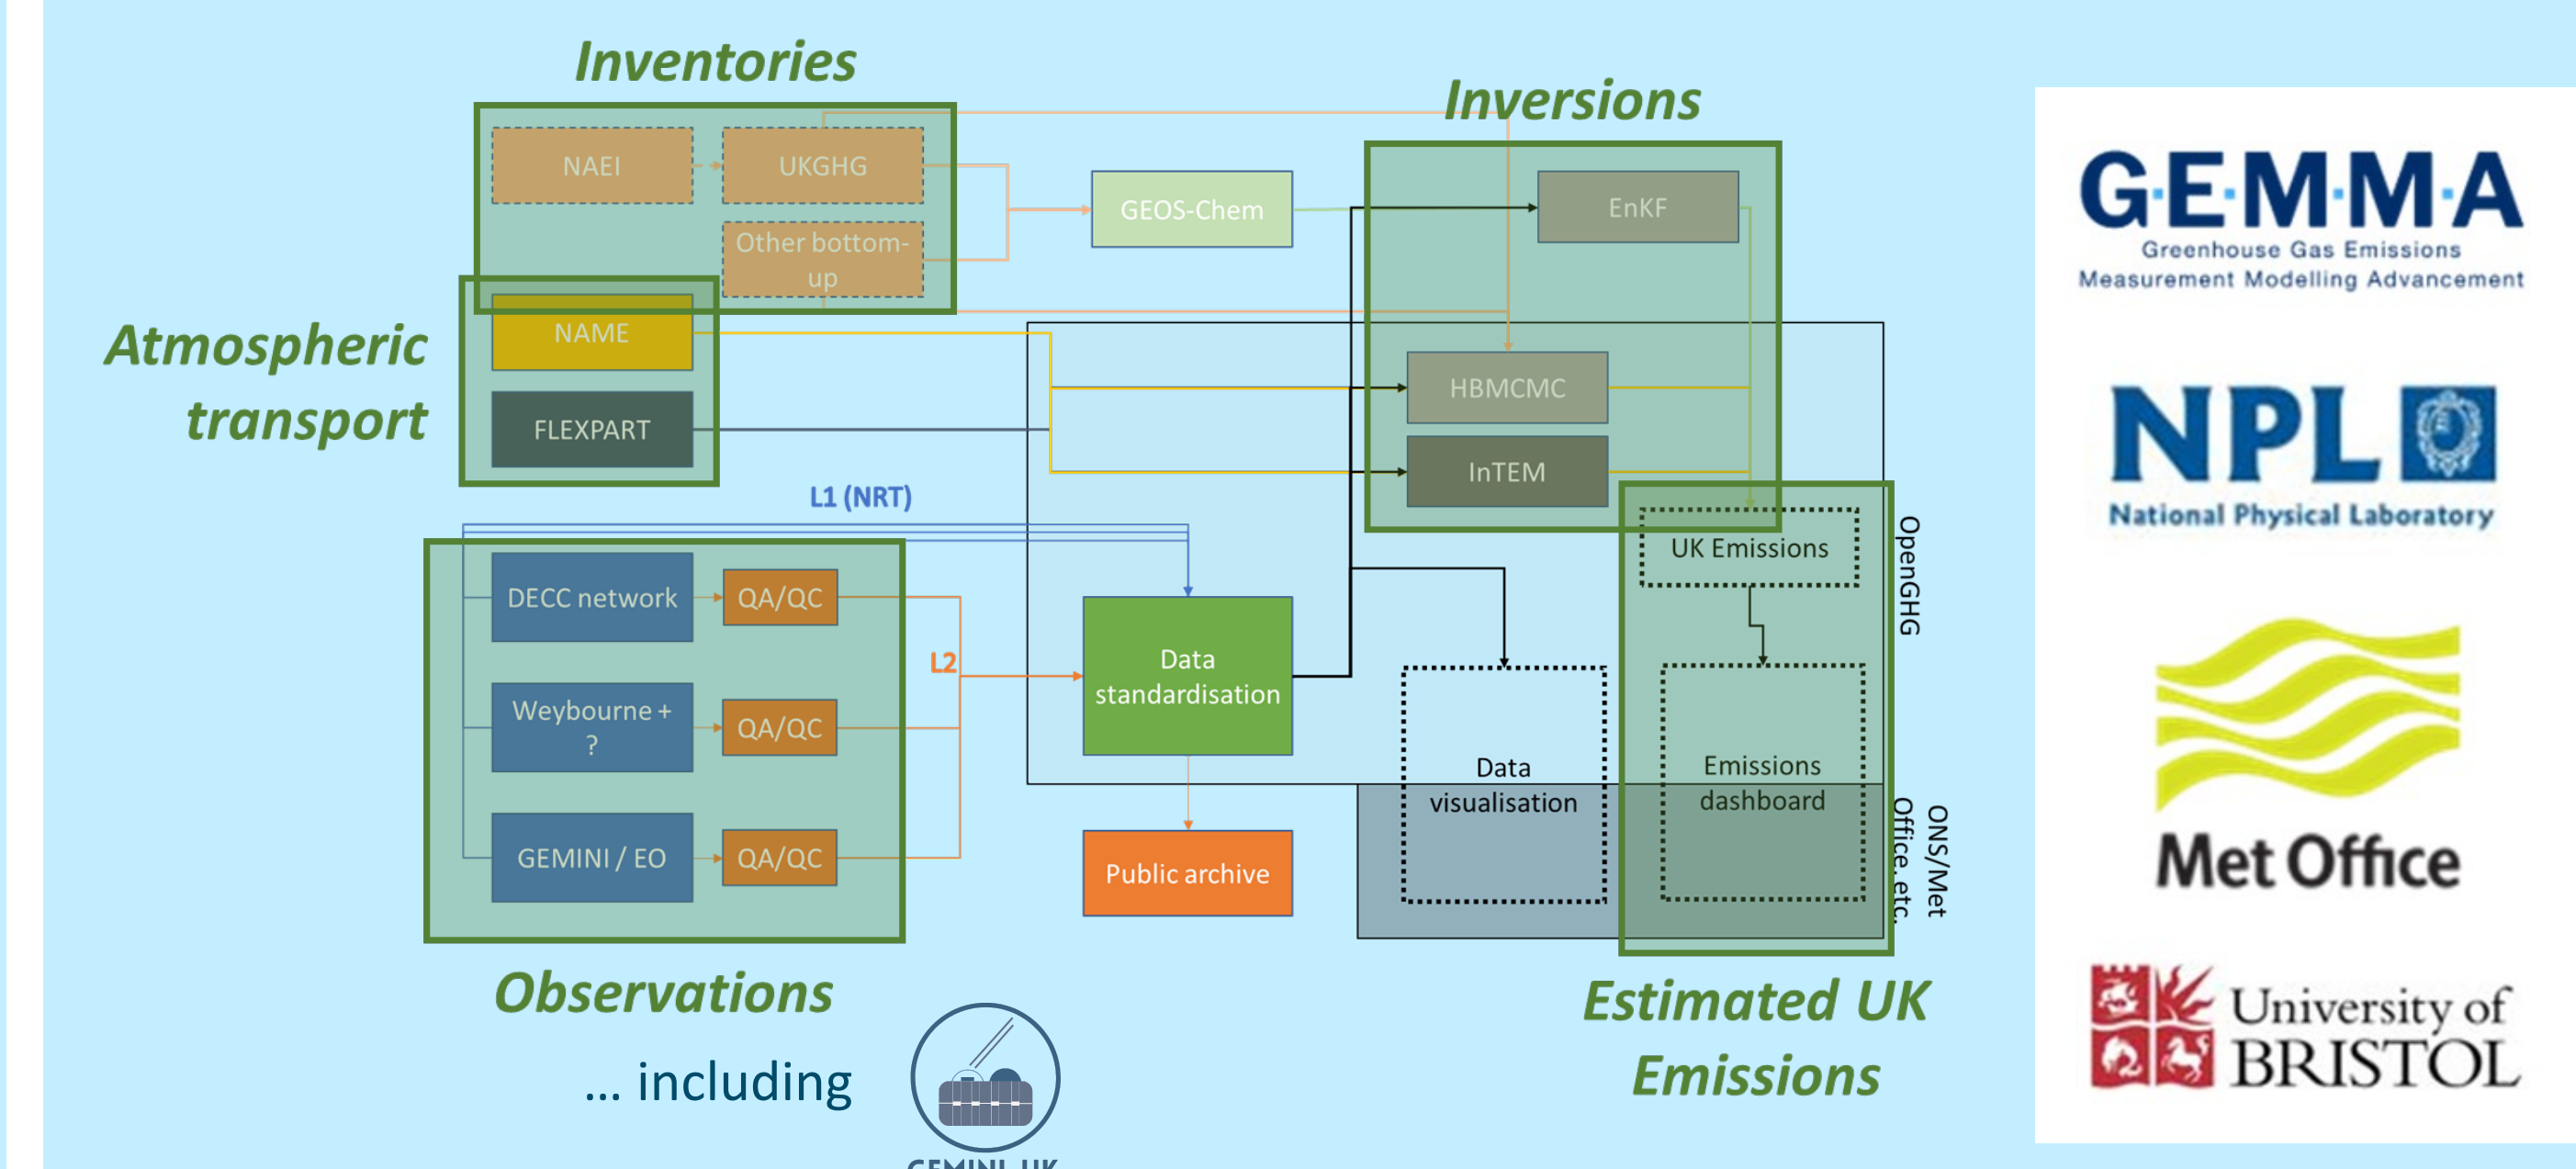 Inventories
Inversions
NAEI
UKGHG
Other bottom-
up
GEOS-Chem
EnKF
Atmospheric
transport
NAME
FLEXPART
HBMCMC
InTEM
L1 (NRT)
DECC network
QA/QC
L2
Weybourne +
?
QA/QC
GEMINI / EO
QA/QC
Data
standardisation
Public archive
UK Emissions
Data
visualisation
Emissions
dashboard
OpenGHG
ONS/Met
Office, etc.
Observations
... including
GEMINI-UK
Estimated UK
Emissions
G·E·M·M·A
Greenhouse Gas Emissions
Measurement Modelling Advancement
NPL
National Physical Laboratory
Met Office
University of
BRISTOL